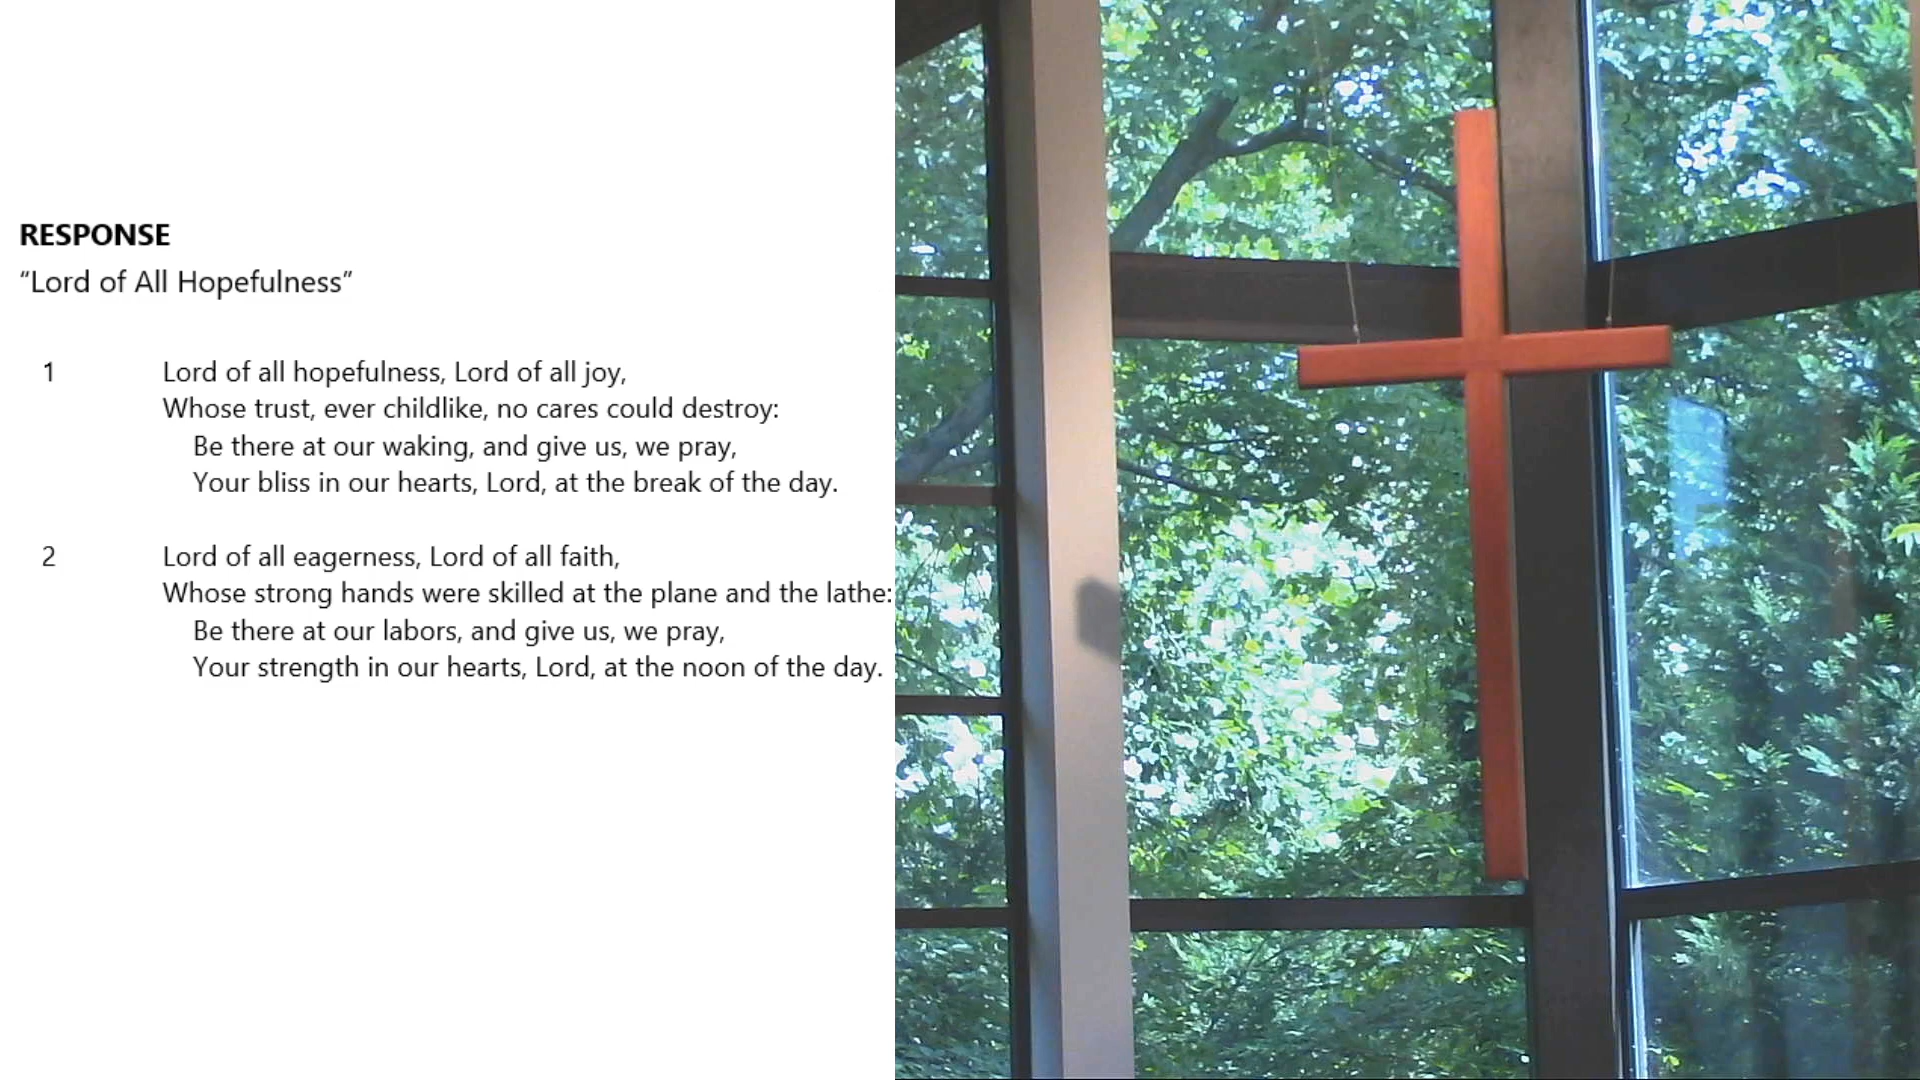 RESPONSE
“Lord of All Hopefulness”
1 Lord of all hopefulness, Lord of all joy,
Whose trust, ever childlike, no cares could destroy:
Be there at our waking, and give us, we pray,
Your bliss in our hearts, Lord, at the break of the day.
2 Lord of all eagerness, Lord of all faith,
Whose strong hands were skilled at the plane and the lathe:
Be there at our labors, and give us, we pray,
Your strength in our hearts, Lord, at the noon of the day.